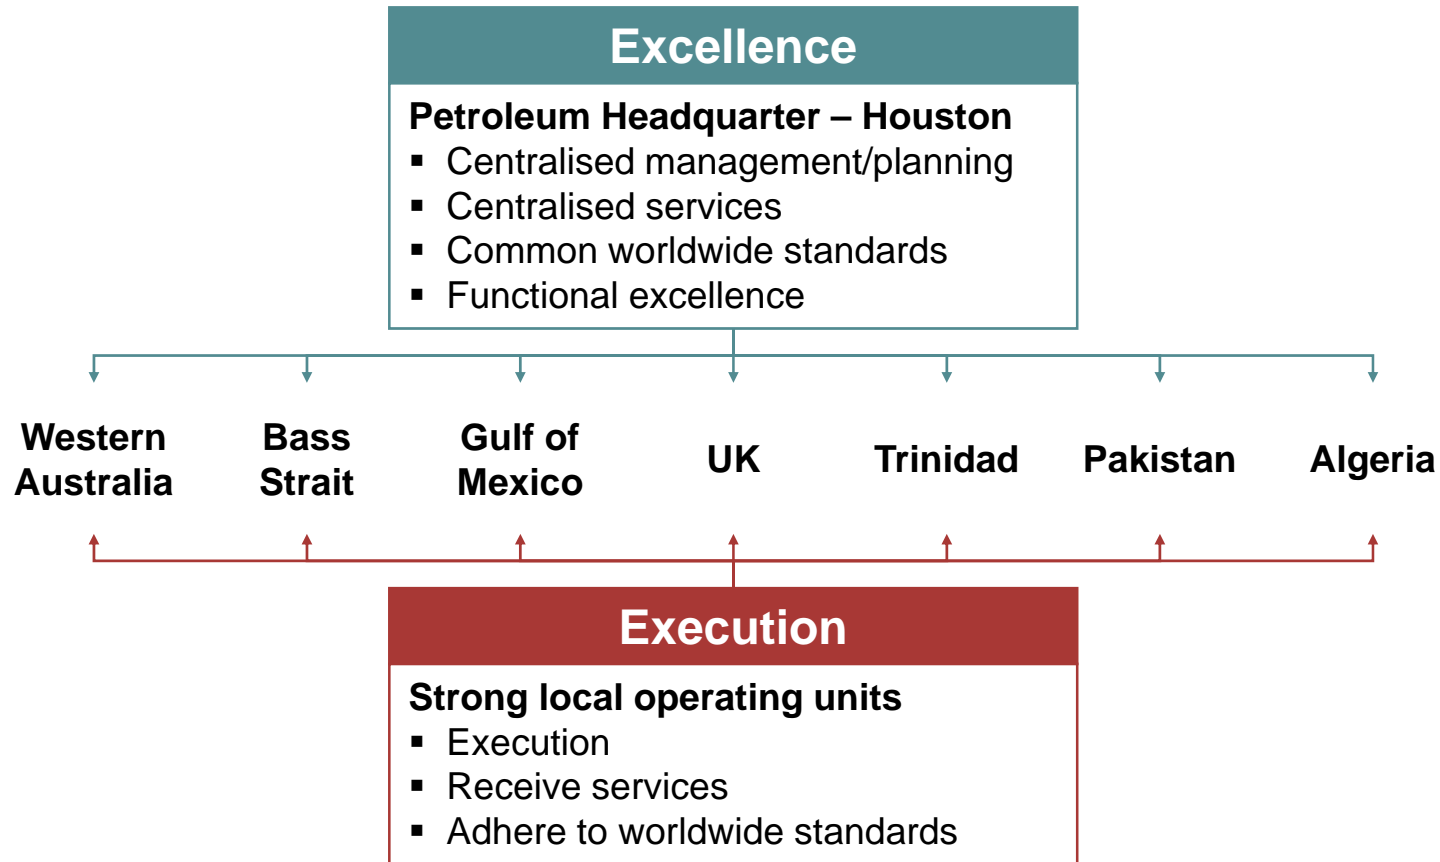 Excellence
Petroleum Headquarter – Houston
▪ Centralised management/planning
▪ Centralised services
▪ Common worldwide standards
▪ Functional excellence
Western Australia
Bass Strait
Gulf of Mexico
UK
Trinidad
Pakistan
Algeria
Execution
Strong local operating units
▪ Execution
▪ Receive services
▪ Adhere to worldwide standards